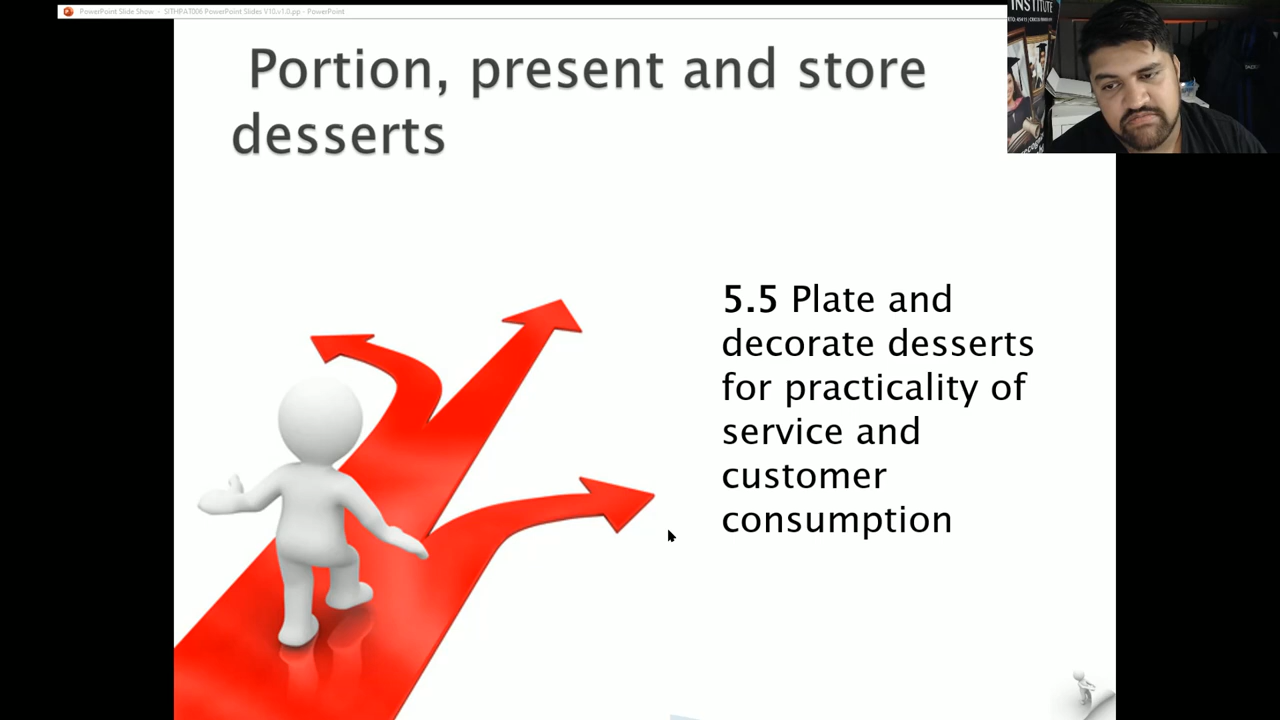 PowerPoint Slide Show - SITHPAT006 PowerPoint Slides V10.v1.0.pp - PowerPoint
INSTITUTE
Portion, present and store
desserts
5.5 Plate and
decorate desserts
for practicality of
service and
customer
consumption